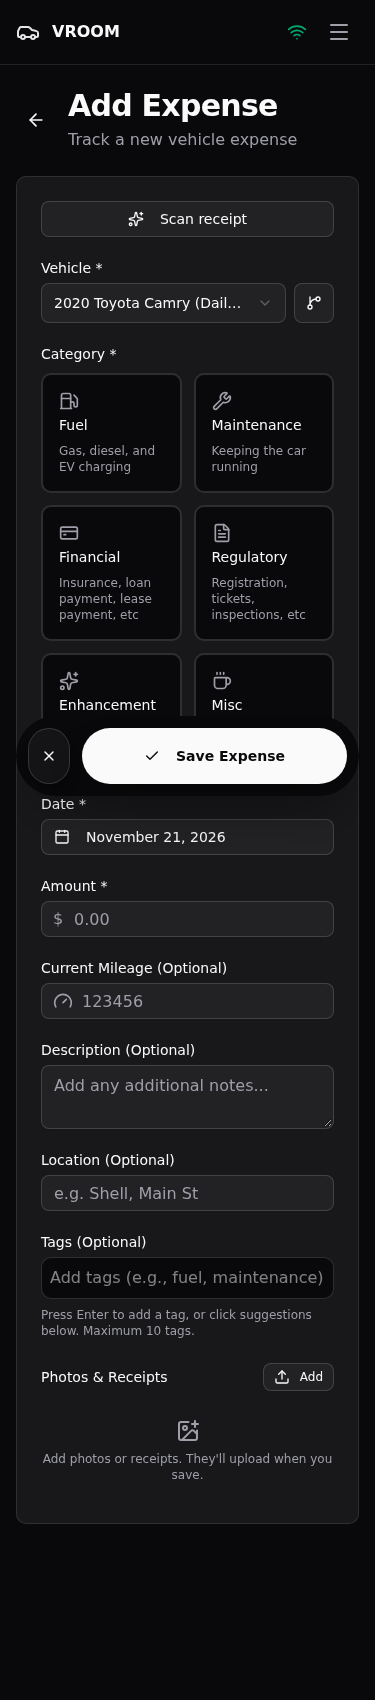 VROOM
Add Expense
Track a new vehicle expense
Scan receipt
Vehicle *
2020 Toyota Camry (Dail...
Category *
Fuel
Gas, diesel, and
EV charging
Maintenance
Keeping the car
running
Financial
Insurance, loan
payment, lease
payment, etc
Regulatory
Registration,
tickets,
inspections, etc
Enhancement
Misc
Save Expense
Date *
November 21, 2026
Amount *
$ 0.00
Current Mileage (Optional)
123456
Description (Optional)
Add any additional notes...
Location (Optional)
e.g. Shell, Main St
Tags (Optional)
Add tags (e.g., fuel, maintenance)
Press Enter to add a tag, or click suggestions
below. Maximum 10 tags.
Photos & Receipts
Add
Add photos or receipts. They'll upload when you
save.